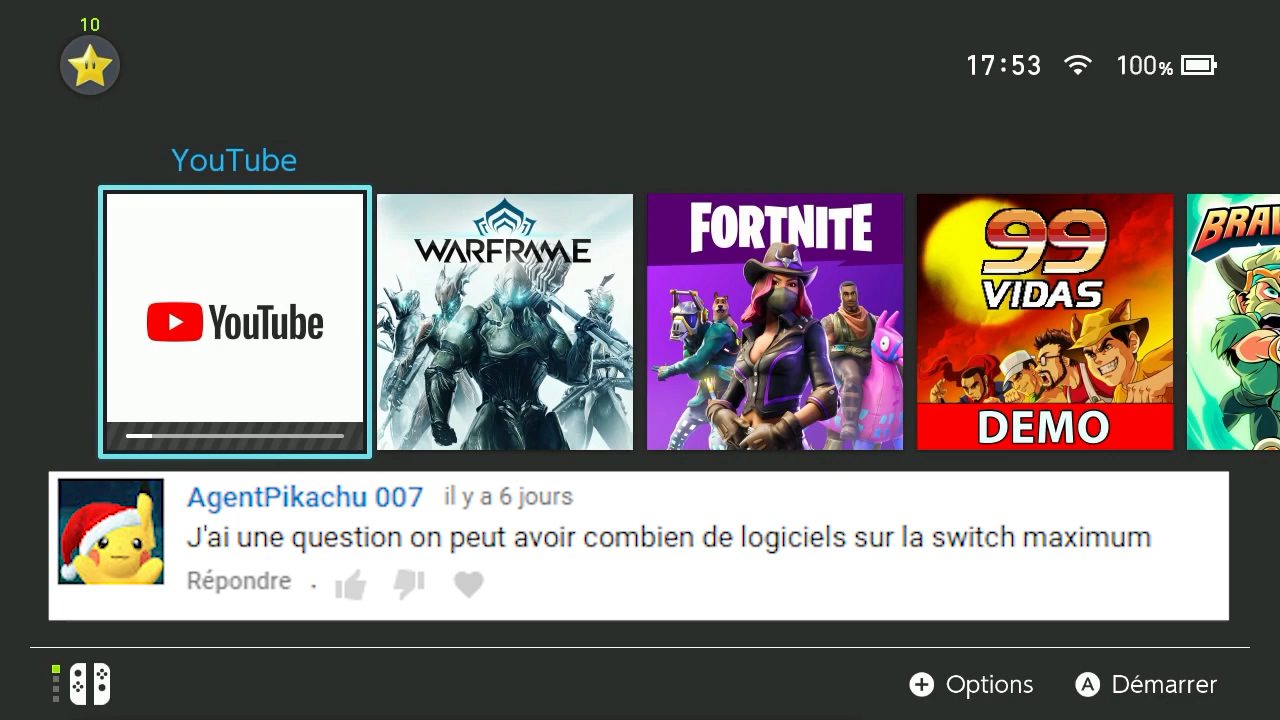 10
17:53
100%
YouTube
YouTube
WARFRAME
FORTNITE
99
VIDAS
DEMO
AgentPikachu 007 il y a 6 jours
J'ai une question on peut avoir combien de logiciels sur la switch maximum
Répondre .
+ Options
A Démarrer